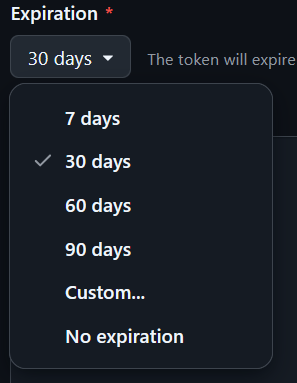 Expiration *
30 days
The token will expire
7 days
30 days
60 days
90 days
Custom...
No expiration